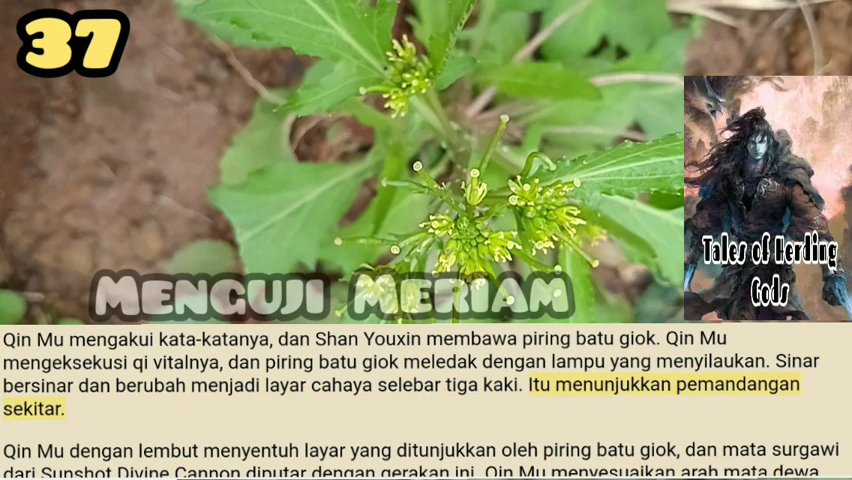 37
Tales of Herding
Gods
MENGUJI MERIAM
Qin Mu mengakui kata-katanya, dan Shan Youxin membawa piring batu giok. Qin Mu
mengeksekusi qi vitalnya, dan piring batu giok meledak dengan lampu yang menyilaukan. Sinar
bersinar dan berubah menjadi layar cahaya selebar tiga kaki. Itu menunjukkan pemandangan
sekitar.
Qin Mu dengan lembut menyentuh layar yang ditunjukkan oleh piring batu giok, dan mata surgawi
dari Sunshot Divine Cannon diputar dengan gerakan ini. Qin Mu menyesuaikan arah mata dewa